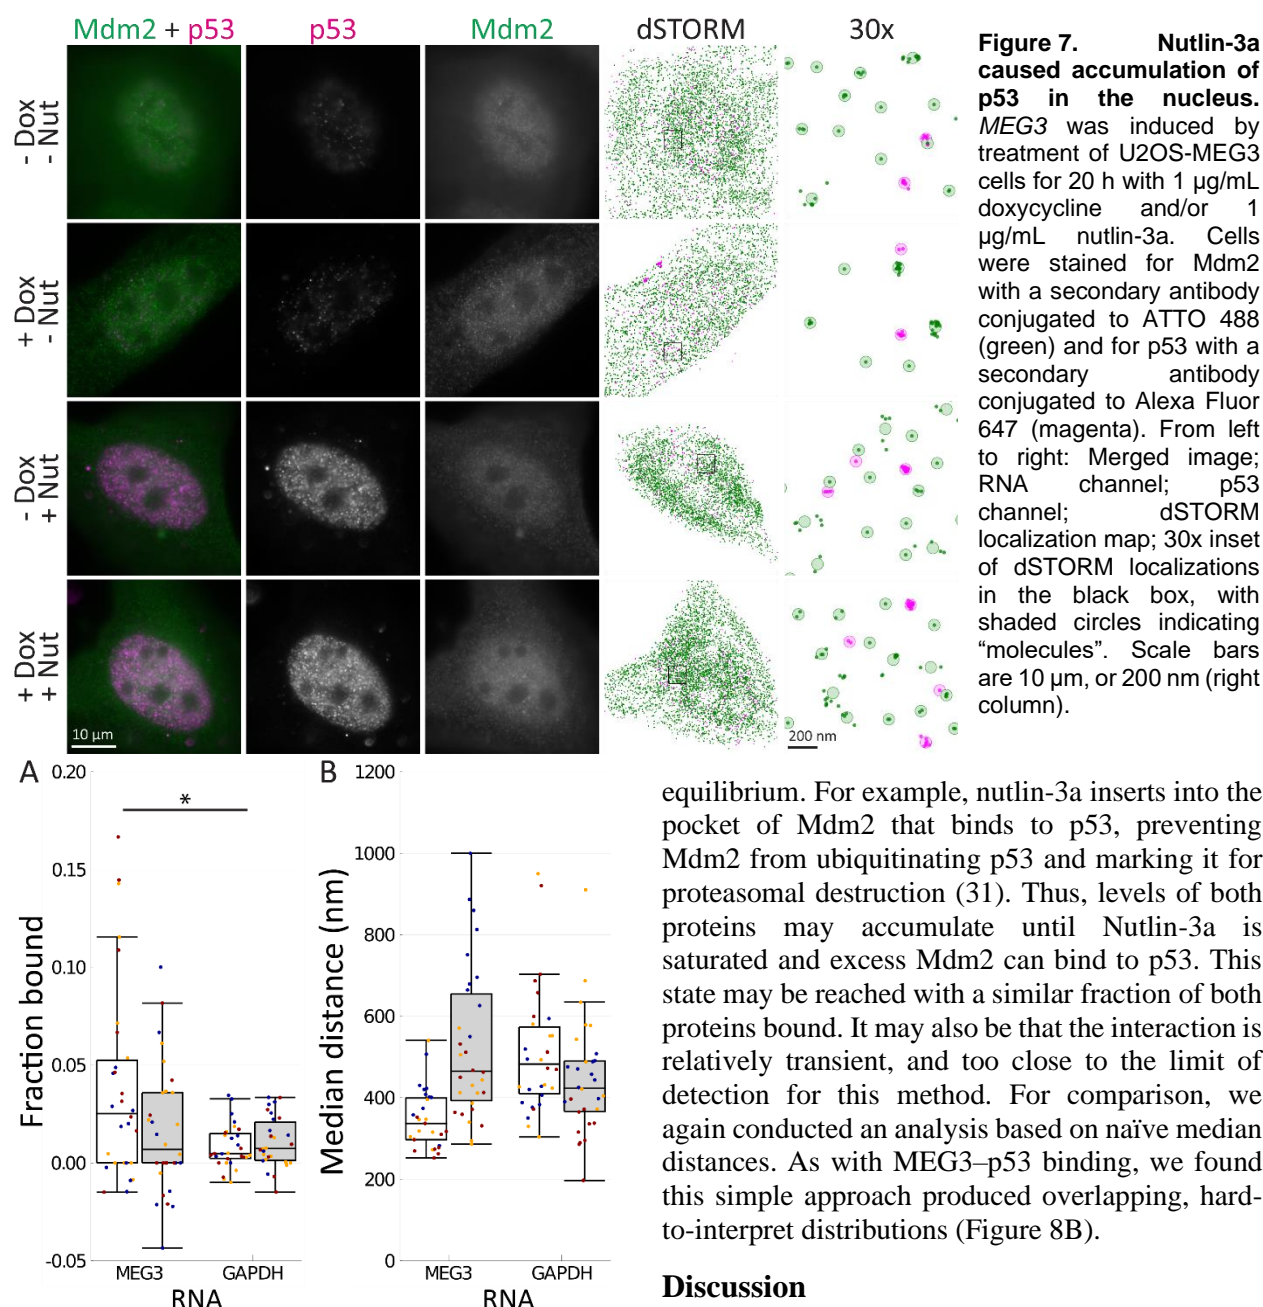 Mdm2 + p53
p53
Mdm2
dSTORM
30x
- Dox
- Nut
+ Dox
- Nut
- Dox
+ Nut
+ Dox
+ Nut
10 µm
200 nm
Figure 7. Nutlin-3a
caused accumulation of
p53 in the nucleus.
MEG3 was induced by
treatment of U2OS-MEG3
cells for 20 h with 1 µg/mL
doxycycline and/or 1
µg/mL nutlin-3a. Cells
were stained for Mdm2
with a secondary antibody
conjugated to ATTO 488
(green) and for p53 with a
secondary antibody
conjugated to Alexa Fluor
647 (magenta). From left
to right: Merged image;
RNA channel; p53
channel; dSTORM
localization map; 30x inset
of dSTORM localizations
in the black box, with
shaded circles indicating
“molecules”. Scale bars
are 10 µm, or 200 nm (right
column).
A
Fraction bound
0.20
0.15
0.10
0.05
0.00
-0.05
*
MEG3
GAPDH
RNA
B
Median distance (nm)
1200
1000
800
600
400
200
0
MEG3
GAPDH
RNA
equilibrium. For example, nutlin-3a inserts into the
pocket of Mdm2 that binds to p53, preventing
Mdm2 from ubiquitinating p53 and marking it for
proteasomal destruction (31). Thus, levels of both
proteins may accumulate until Nutlin-3a is
saturated and excess Mdm2 can bind to p53. This
state may be reached with a similar fraction of both
proteins bound. It may also be that the interaction is
relatively transient, and too close to the limit of
detection for this method. For comparison, we
again conducted an analysis based on naïve median
distances. As with MEG3–p53 binding, we found
this simple approach produced overlapping, hard-
to-interpret distributions (Figure 8B).
Discussion